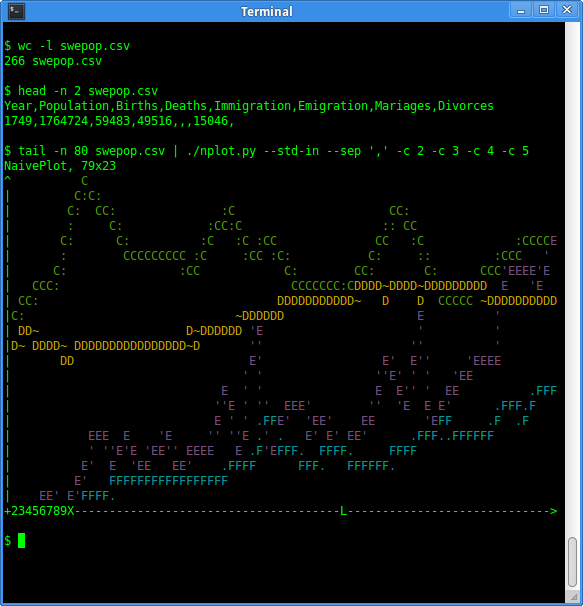 Terminal
$ wc -l swepop.csv
266 swepop.csv
$ head -n 2 swepop.csv
Year,Population,Births,Deaths,Immigration,Emigration,Mariages,Divorces
1749,1764724,59483,49516,,,15046,
$ tail -n 80 swepop.csv | ./nplot.py --std-in --sep ',' -c 2 -c 3 -c 4 -c 5
NaivePlot, 79x23
^          C
|         C:C:
|        C:  CC:               :C                      CC:
|        :     C:            :CC:C                    :: CC
|       C:      C:          :C   :C :CC              CC   :C             :CCCCE
|       :        CCCCCCCCC :C     :CC :C:           C:     ::         :CCC   '
|      C:                :CC            C:        CC:       C:      CCC'EEEE'E
|   CCC:                                 CCCCCCC:CDDDD~DDDD~DDDDDDDDD  E   'E
| CC:                                  DDDDDDDDDDD~   D    D  CCCCC ~DDDDDDDDDD
|C:                              ~DDDDDD                   E          '
| DD~                     D~DDDDDD 'E                      '          '
|D~ DDDD~ DDDDDDDDDDDDDDDD~D       ''                     ''          '
|       DD                         E'                 E'  E''     'EEEE
|                                 ' '                ''E' ' '   'EE
|                              E  ' '                E  E'' '  EE          .FFF
|                             ''E ' ''  EEE'        ''  'E  E E'      .FFF.F
|                             E ' ' .FFE'  'EE'    EE       'EFF     .F  .F
|           EEE  E    'E     '' ''E .' .   E' E' EE'      .FFF..FFFFFF
|           ' ''E'E 'EE'' EEEE   E .F'EFFF.  FFFF.    FFFF
|          E'  E  'EE   EE'    .FFFF      FFF.  FFFFFF.
|         E'   FFFFFFFFFFFFFFFFF
|    EE' E'FFFF.
+23456789X--------------------------------------L----------------------------->
$